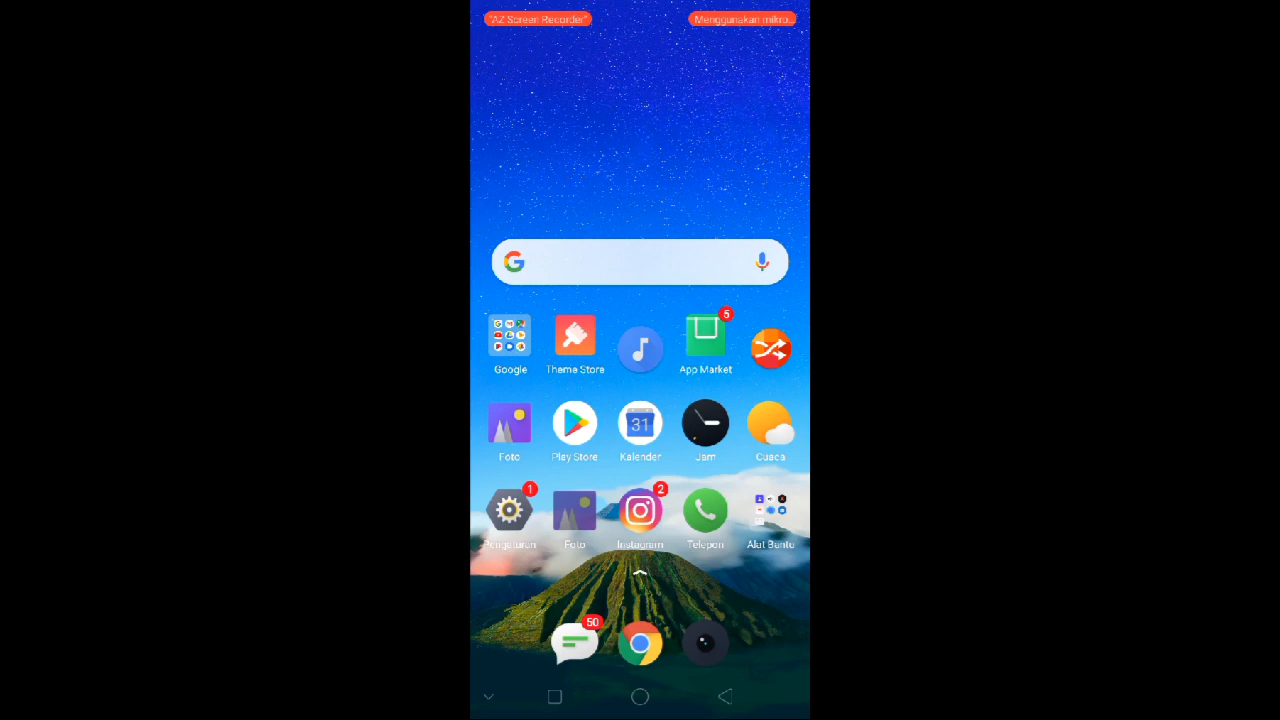 "AZ Screen Recorder"
Menggunakan mikro...
5
Google
Theme Store
App Market
31
Foto
Play Store
Kalender
Jam
Cuaca
1
2
Pengaturan
Foto
Instagram
Telepon
Alat Bantu
50